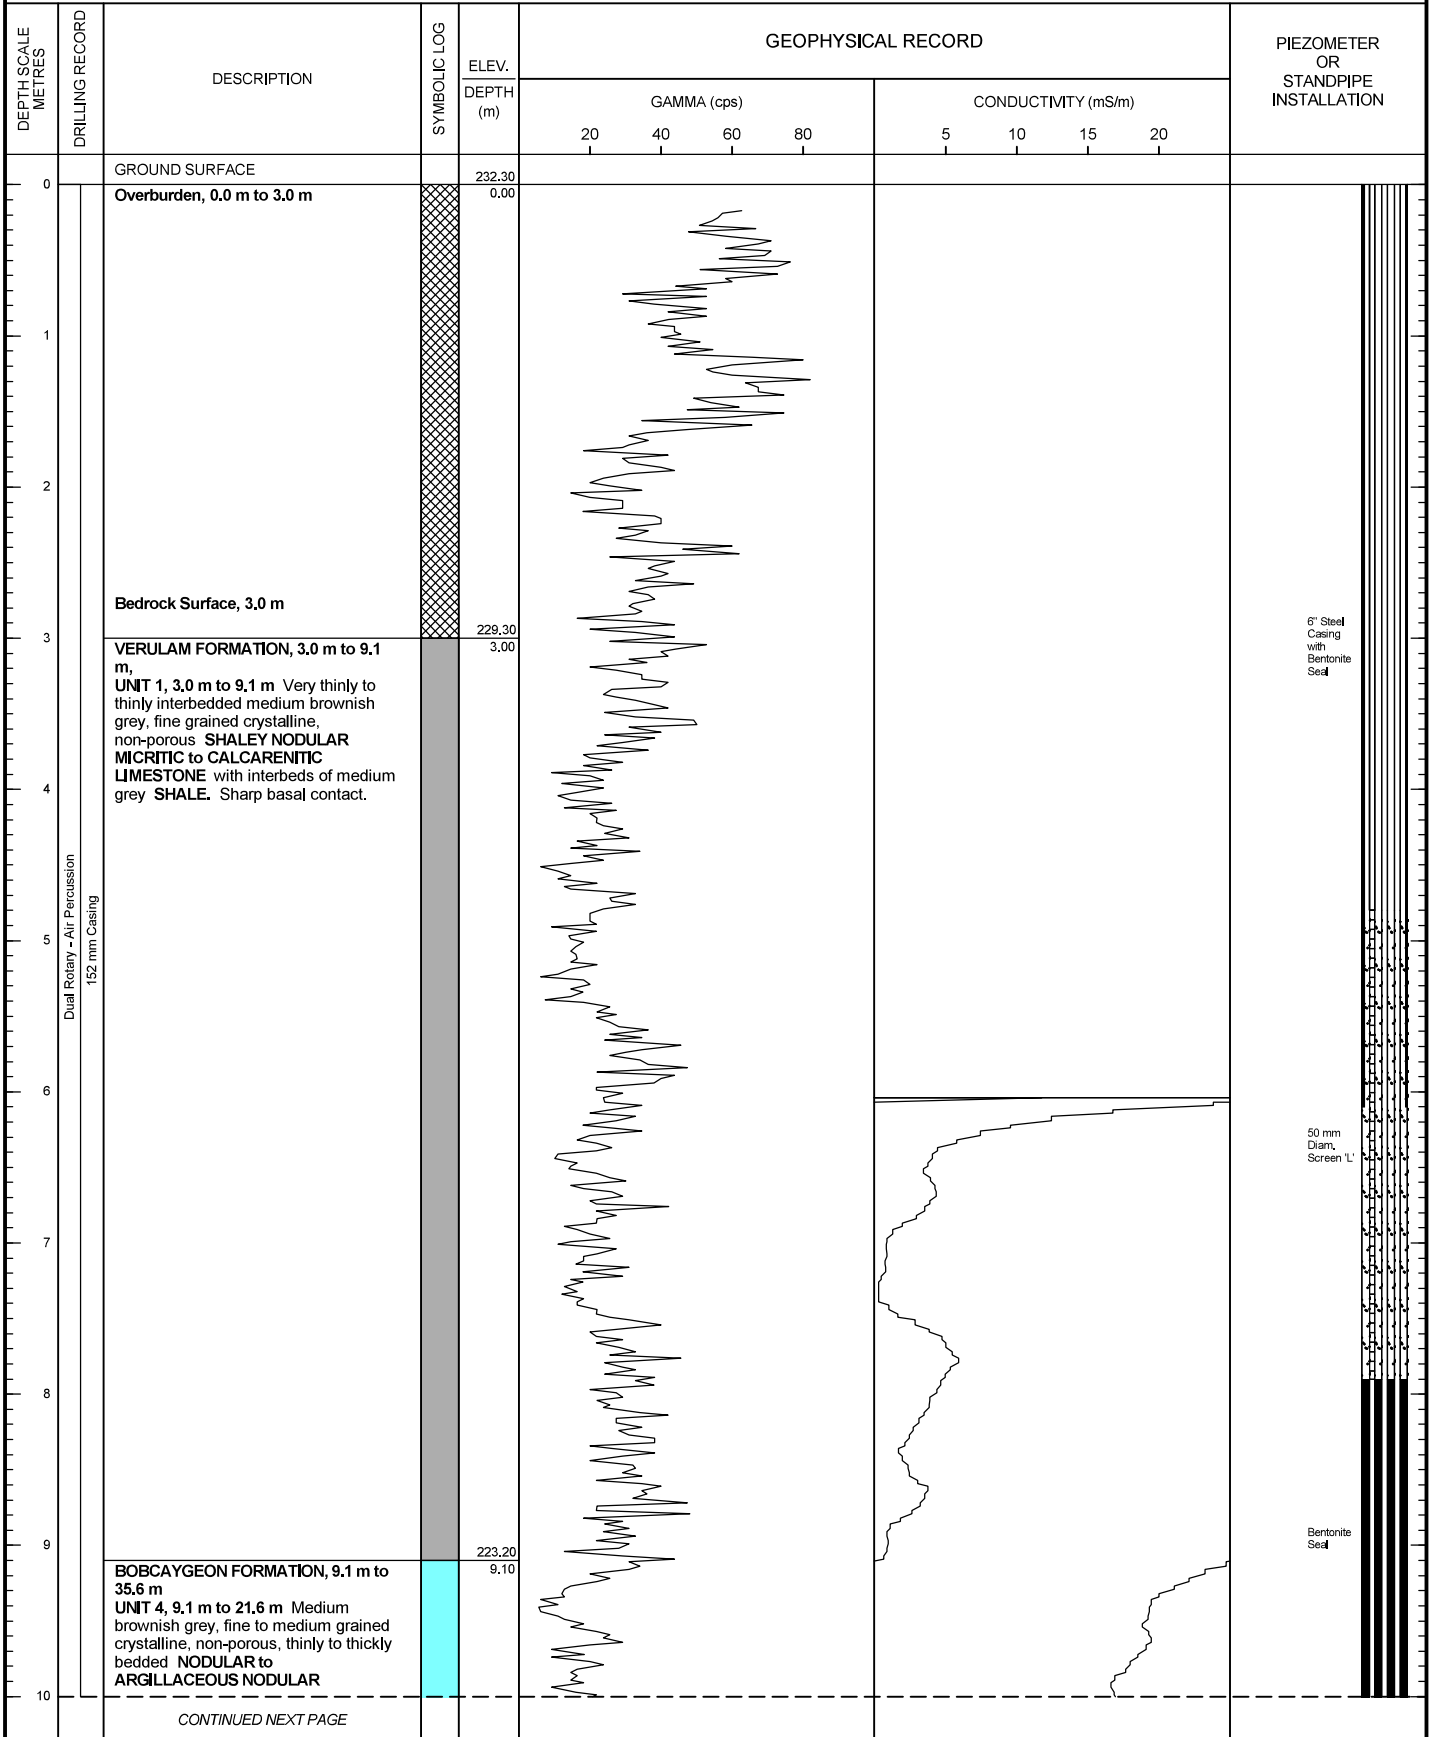 DEPTH SCALE
METRES
DRILLING RECORD
DESCRIPTION
SYMBOLIC LOG
ELEV.
DEPTH
(m)
GEOPHYSICAL RECORD
GAMMA (cps)
20 40 60 80
CONDUCTIVITY (mS/m)
5 10 15 20
PIEZOMETER
OR
STANDPIPE
INSTALLATION
GROUND SURFACE
232.30
0
Overburden, 0.0 m to 3.0 m
0.00
1
2
Bedrock Surface, 3.0 m
229.30
3
3.00
VERULAM FORMATION, 3.0 m to 9.1
m,
UNIT 1, 3.0 m to 9.1 m Very thinly to
thinly interbedded medium brownish
grey, fine grained crystalline,
non-porous SHALEY NODULAR
MICRITIC to CALCARENITIC
LIMESTONE with interbeds of medium
grey SHALE. Sharp basal contact.
6" Steel
Casing
with
Bentonite
Seal
4
Dual Rotary - Air Percussion
152 mm Casing
5
6
50 mm
Diam.
Screen 'L'
7
8
9
Bentonite
Seal
223.20
9.10
BOBCAYGEON FORMATION, 9.1 m to
35.6 m
UNIT 4, 9.1 m to 21.6 m Medium
brownish grey, fine to medium grained
crystalline, non-porous, thinly to thickly
bedded NODULAR to
ARGILLACEOUS NODULAR
10
CONTINUED NEXT PAGE